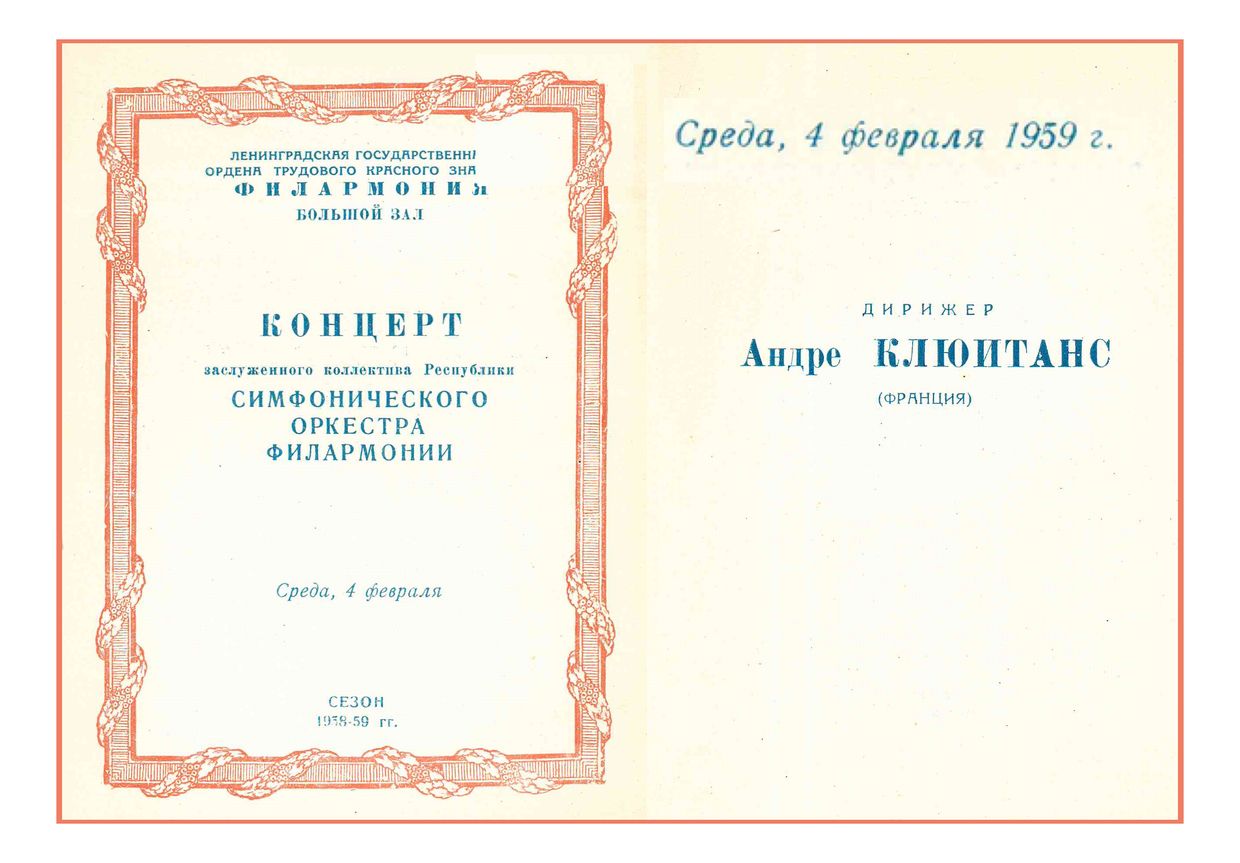 ЛЕНИНГРАДСКАЯ ГОСУДАРСТВЕНН
ОРДЕНА ТРУДОВОГО КРАСНОГО ЗНА
ФИЛАРМОНИЯ
БОЛЬШОЙ ЗАЛ
КОНЦЕРТ
заслуженного коллектива Республики
СИМФОНИЧЕСКОГО
ОРКЕСТРА
ФИЛАРМОНИИ
Среда, 4 февраля
СЕЗОН
1958-59 гг.
Среда, 4 февраля 1959 г.
ДИРИЖЕР
Андре КЛЮИТАНС
(ФРАНЦИЯ)